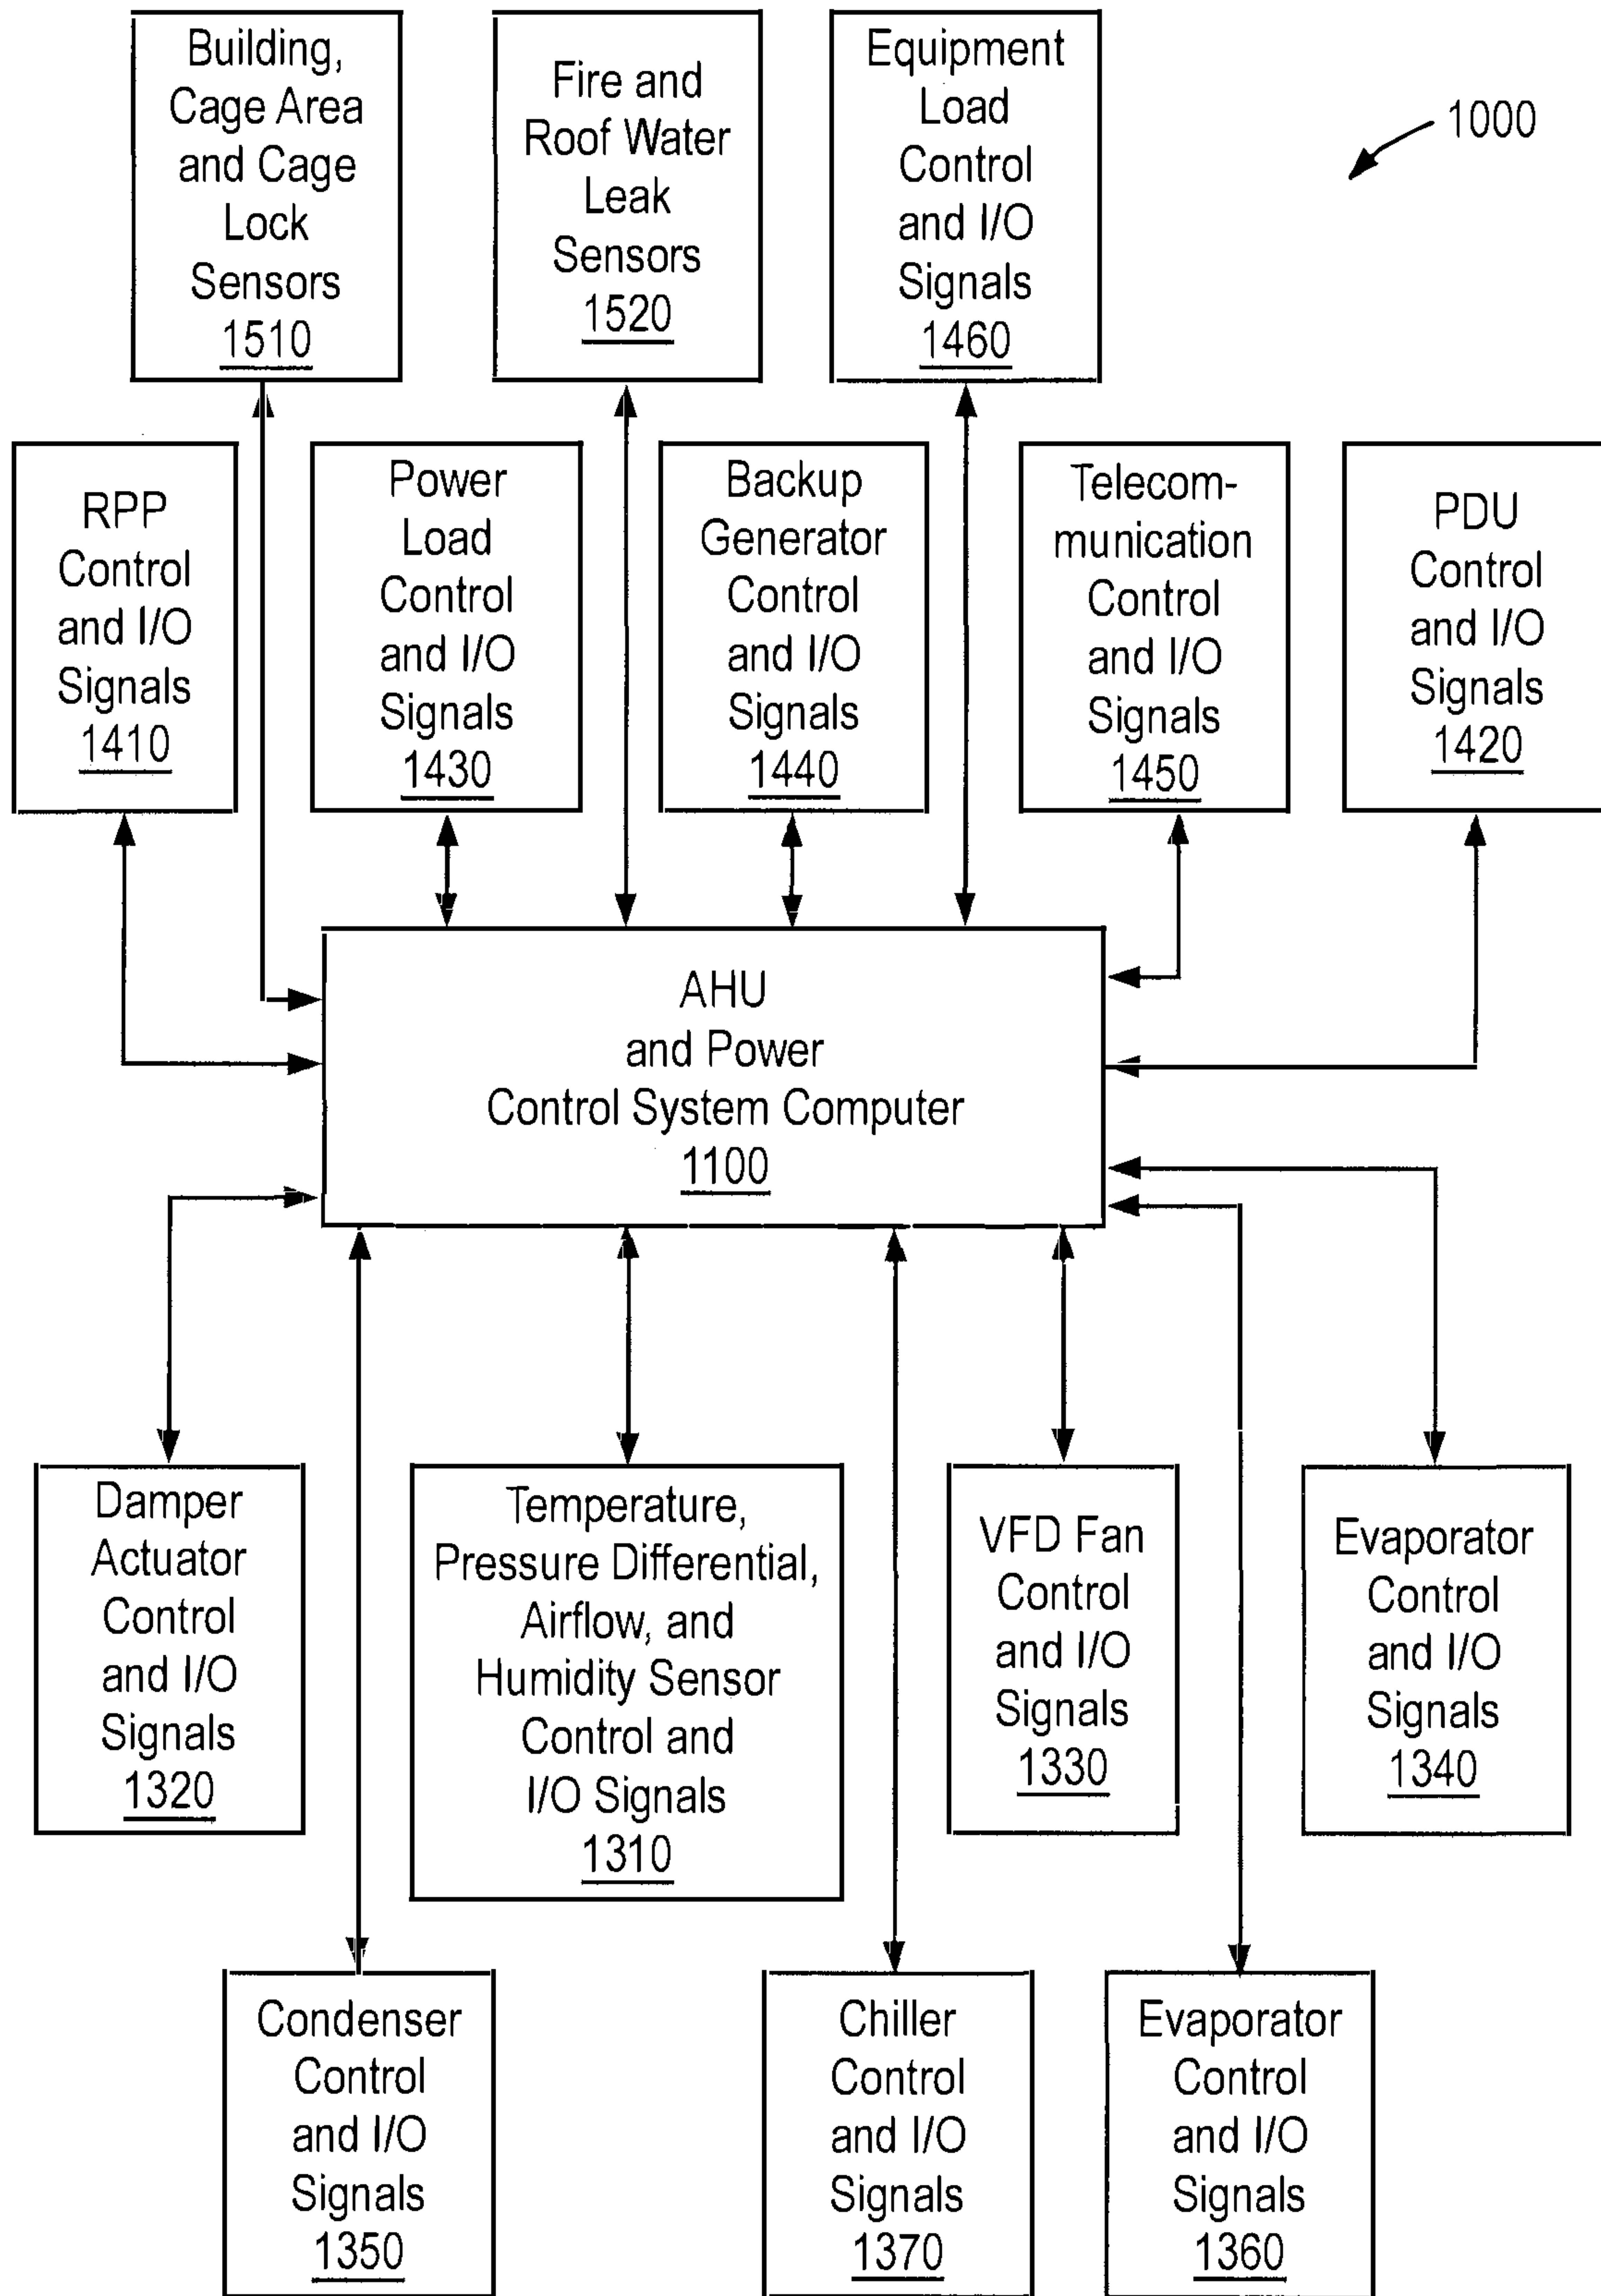 Building,
Cage Area
and Cage
Lock
Sensors
1510
Fire and
Roof Water
Leak
Sensors
1520
Equipment
Load
Control
and I/O
Signals
1460
1000
RPP
Control
and I/O
Signals
1410
Power
Load
Control
and I/O
Signals
1430
Backup
Generator
Control
and I/O
Signals
1440
Telecom-
munication
Control
and I/O
Signals
1450
PDU
Control
and I/O
Signals
1420
AHU
and Power
Control System Computer
1100
Damper
Actuator
Control
and I/O
Signals
1320
Temperature,
Pressure Differential,
Airflow, and
Humidity Sensor
Control and
I/O Signals
1310
VFD Fan
Control
and I/O
Signals
1330
Evaporator
Control
and I/O
Signals
1340
Condenser
Control
and I/O
Signals
1350
Chiller
Control
and I/O
Signals
1370
Evaporator
Control
and I/O
Signals
1360